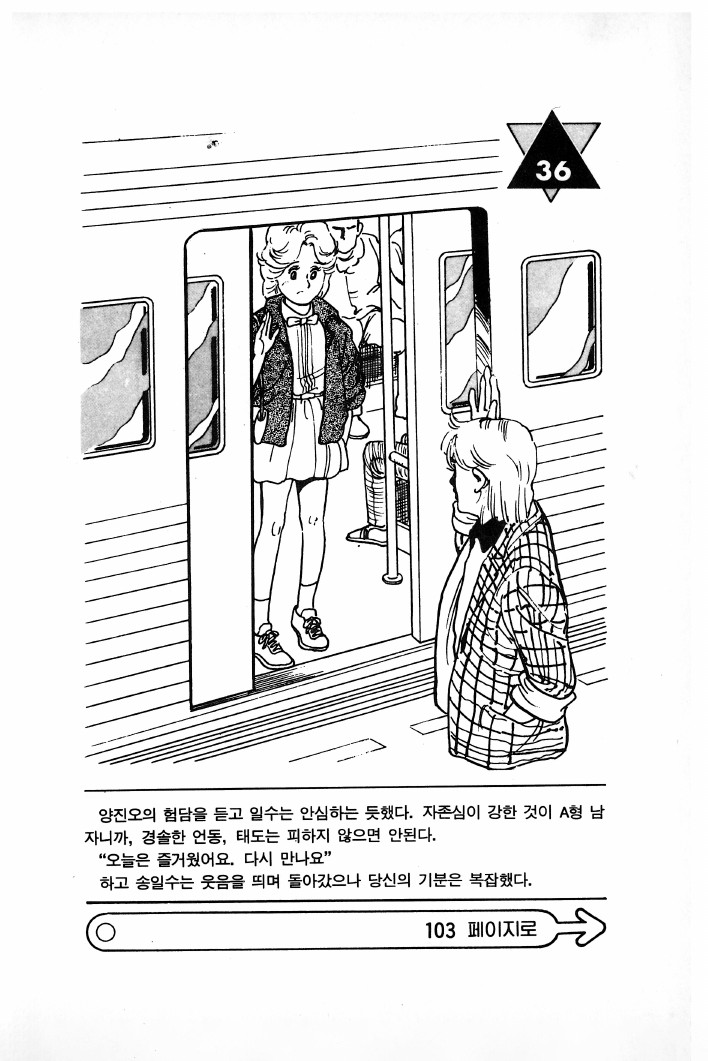 36
양진오의 험담을 듣고 일수는 안심하는 듯했다. 자존심이 강한 것이 A형 남
자니까, 경솔한 언동, 태도는 피하지 않으면 안된다.
“오늘은 즐거웠어요. 다시 만나요”
하고 송일수는 웃음을 띄며 돌아갔으나 당신의 기분은 복잡했다.
103 페이지로